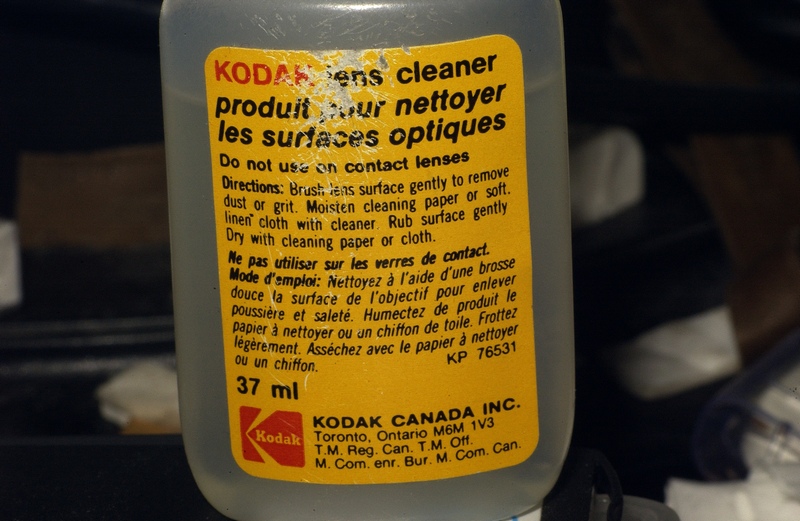 KODAK lens cleaner
produit pour nettoyer
les surfaces optiques
Do not use on contact lenses
Directions: Brush lens surface gently to remove
dust or grit. Moisten cleaning paper or soft.
linen cloth with cleaner. Rub surface gently
Dry with cleaning paper or cloth.
Ne pas utiliser sur les verres de contact.
Mode d'emploi: Nettoyez à l'aide d'une brosse
douce la surface de l'objectif pour enlever
poussière et saleté. Humectez de produit le
papier à nettoyer ou un chiffon de toile. Frottez
légèrement. Asséchez avec le papier à nettoyer
ou un chiffon. KP 76531
37 ml
Kodak
KODAK CANADA INC.
Toronto, Ontario M6M 1V3
T.M. Reg. Can. T.M. Off.
M. Com. enr. Bur. M. Com. Can.